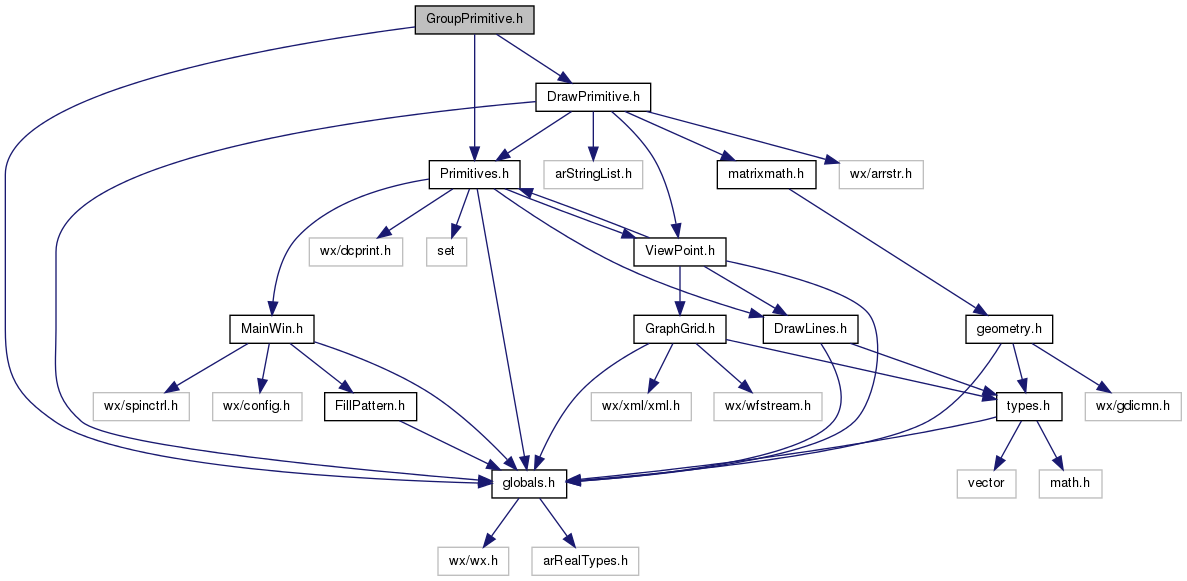 GroupPrimitive.h
DrawPrimitive.h
Primitives.h
arStringList.h
matrixmath.h
wx/arrstr.h
wx/dcprint.h
set
ViewPoint.h
MainWin.h
GraphGrid.h
DrawLines.h
geometry.h
wx/spinctrl.h
wx/config.h
FillPattern.h
wx/xml/xml.h
wx/wfstream.h
types.h
wx/gdicmn.h
globals.h
vector
math.h
wx/wx.h
arRealTypes.h